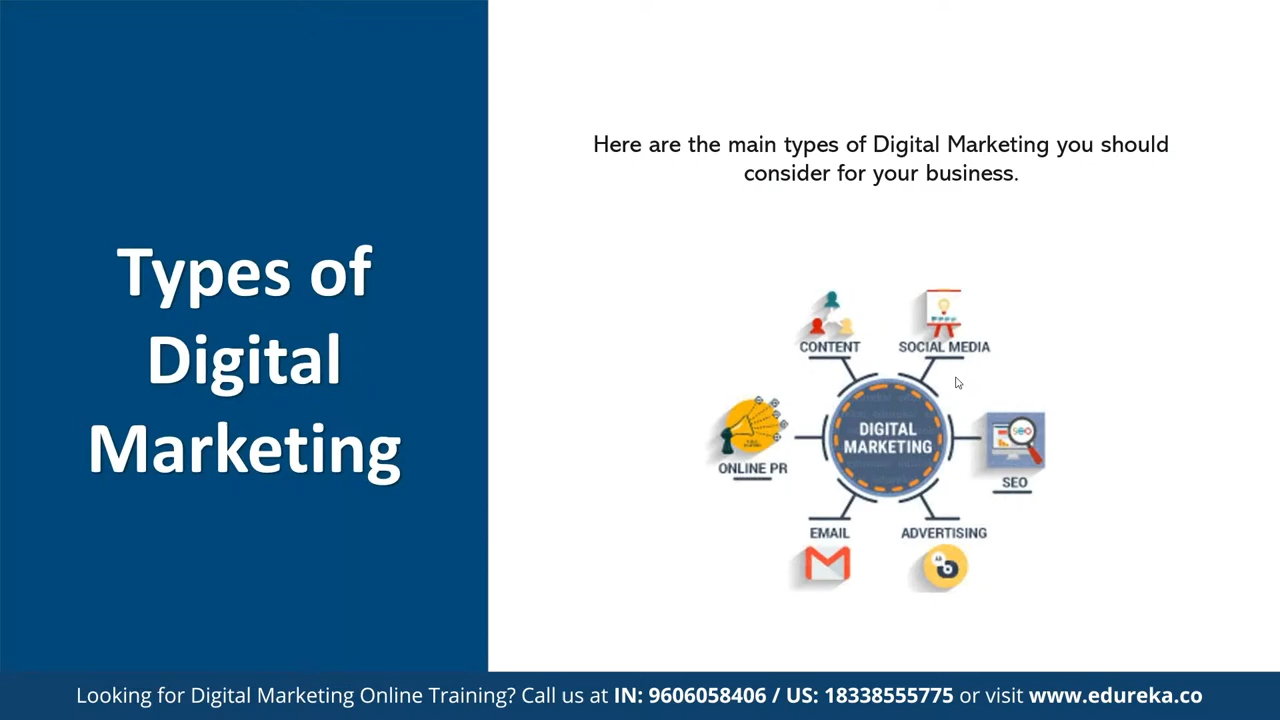 Types of
Digital
Marketing
Here are the main types of Digital Marketing you should
consider for your business.
CONTENT
SOCIAL MEDIA
DIGITAL
MARKETING
ONLINE PR
SEO
SEO
EMAIL
ADVERTISING
Looking for Digital Marketing Online Training? Call us at IN: 9606058406 / US: 18338555775 or visit www.edureka.co